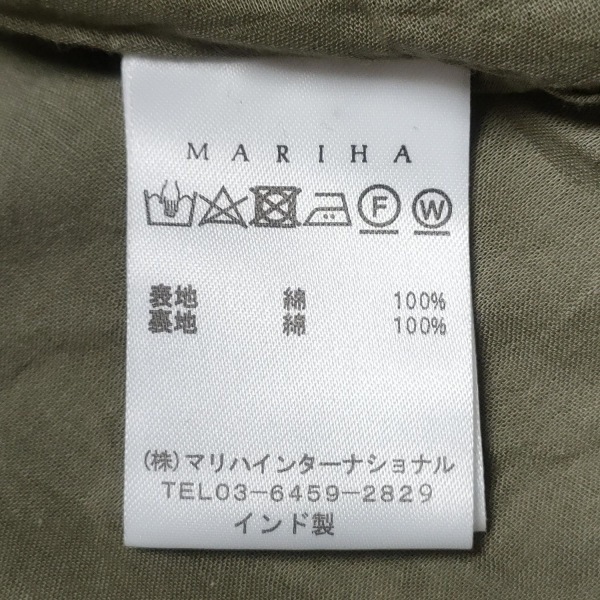 MARIHA
F W
表地 綿 100%
裏地 綿 100%
(株)マリハインターナショナル
TEL03-6459-2829
インド製